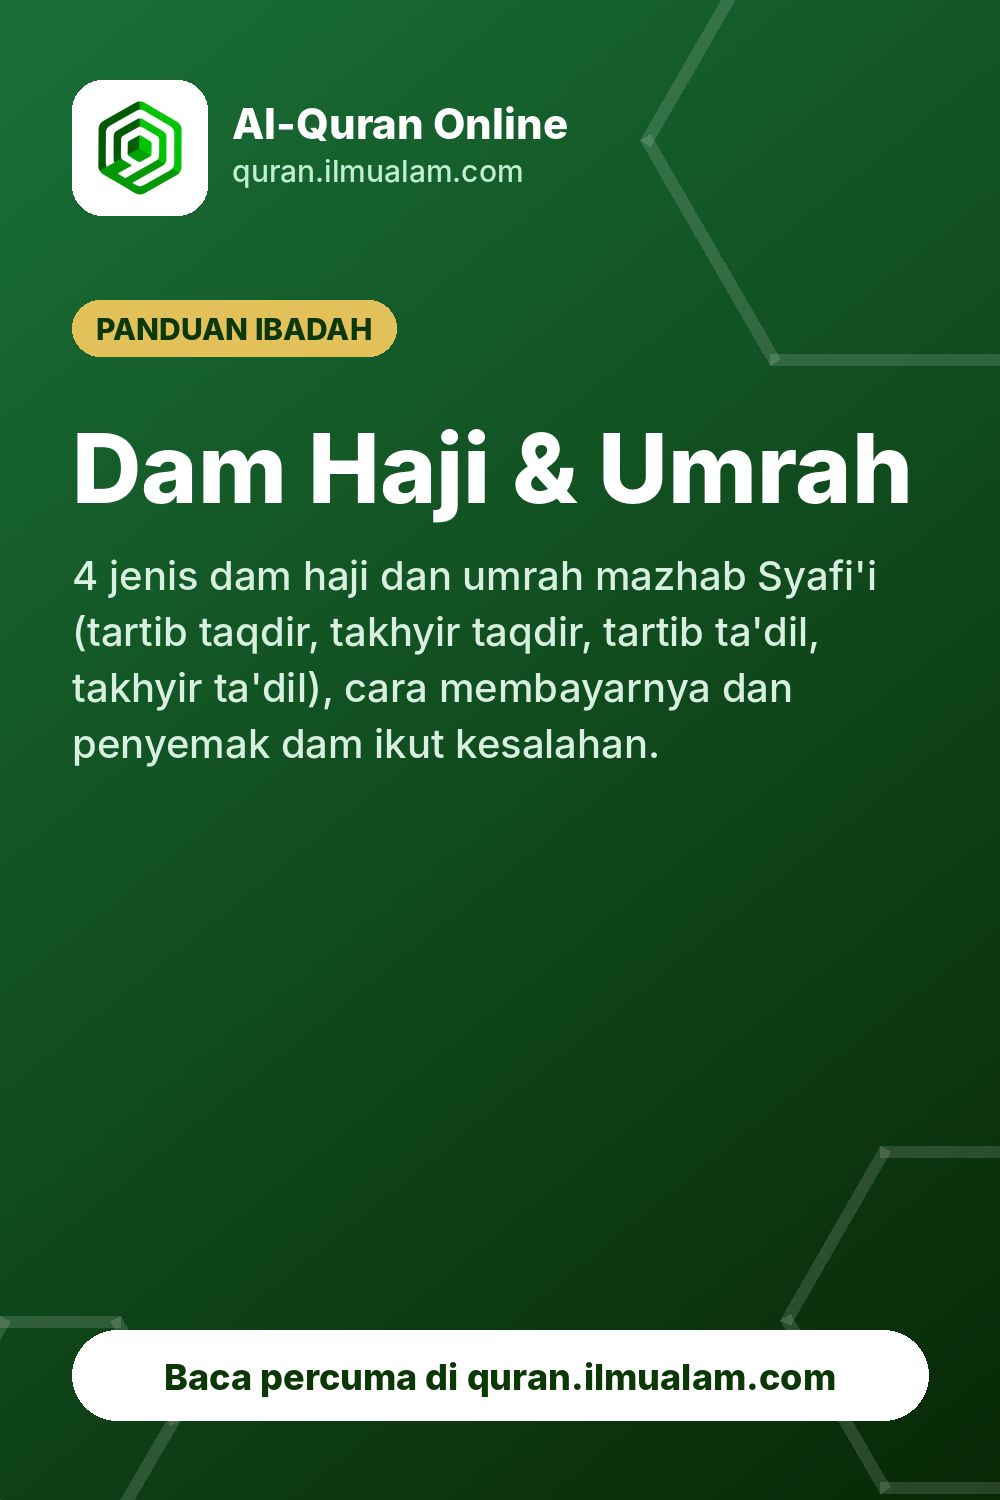 Al-Quran Online
quran.ilmualam.com
PANDUAN IBADAH
Dam Haji & Umrah
4 jenis dam haji dan umrah mazhab Syafi'i
(tartib taqdir, takhyir taqdir, tartib ta'dil,
takhyir ta'dil), cara membayarnya dan
penyemak dam ikut kesalahan.
Baca percuma di quran.ilmualam.com